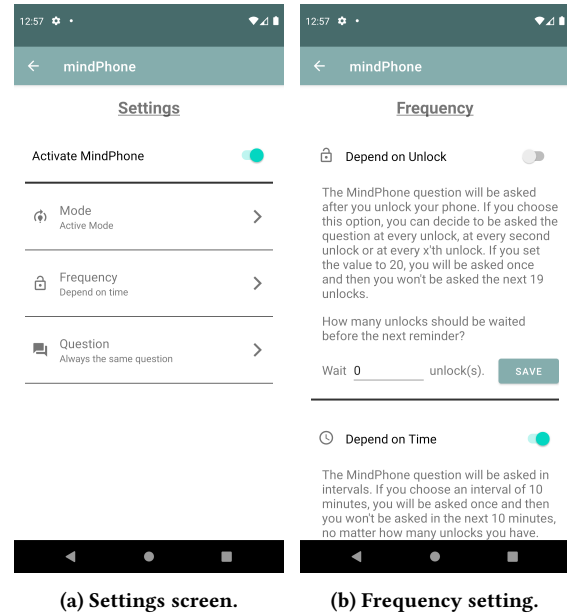 12:57
mindPhone
Settings
Activate MindPhone
Mode
Active Mode
Frequency
Depend on time
Question
Always the same question
(a) Settings screen.
12:57
mindPhone
Frequency
Depend on Unlock
The MindPhone question will be asked
after you unlock your phone. If you choose
this option, you can decide to be asked the
question at every unlock, at every second
unlock or at every x'th unlock. If you set
the value to 20, you will be asked once
and then you won't be asked the next 19
unlocks.
How many unlocks should be waited
before the next reminder?
Wait 0 unlock(s). SAVE
Depend on Time
The MindPhone question will be asked in
intervals. If you choose an interval of 10
minutes, you will be asked once and then
you won't be asked in the next 10 minutes,
no matter how many unlocks you have.
(b) Frequency setting.